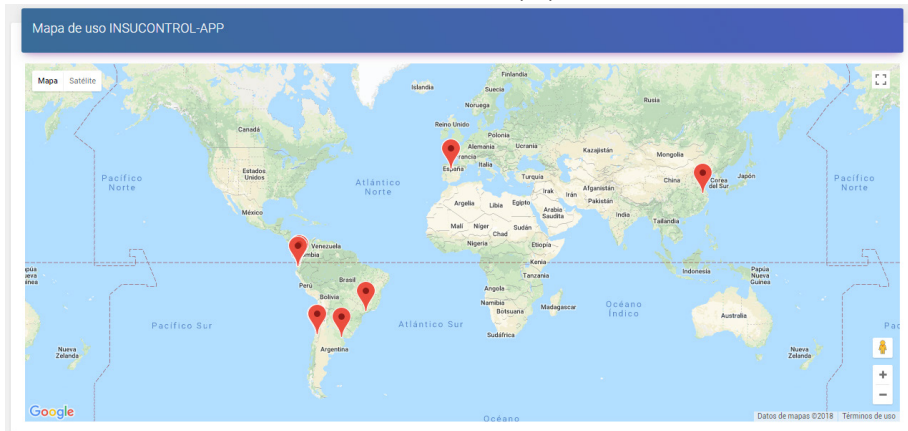 Mapa de uso INSUCONTROL-APP
Mapa
Satélite
Islandia
Finlandia
Suecia
Noruega
Rusia
Canadá
Reino Unido
Polonia
Alemania
Ucrania
Kazajistán
Mongolia
Italia
España
Estados
Unidos
Pacífico
Norte
Atlántico
Norte
Turquía
China
Corea
del Sur
Japón
Pacífico
Norte
Irak
Irán
Afganistán
Pakistán
Argelia
Libia
Egipto
Arabia
Saudita
India
México
Malí
Níger
Chad
Sudán
Tailandia
Nigeria
Etiopía
Venezuela
Kenia
Tanzania
Indonesia
Papúa
Nueva
Guinea
Perú
Brasil
Bolivia
Angola
Namibia
Botsuana
Madagascar
Océano
Índico
Australia
Pacífico Sur
Atlántico Sur
Sudáfrica
Argentina
Nueva
Zelanda
Nueva
Zelanda
Google
Océano
Datos de mapas ©2018
Términos de uso